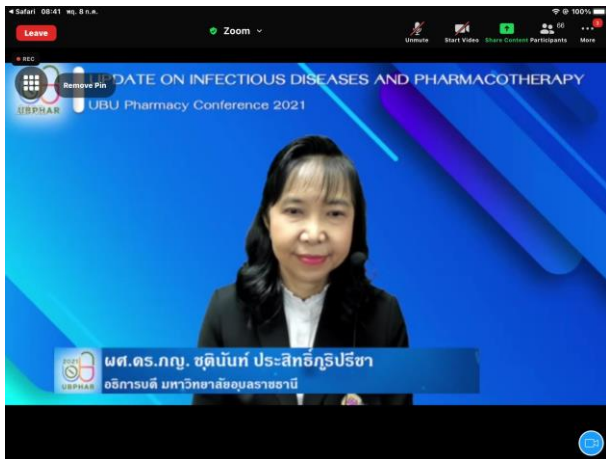 Safari 08:41 พฤ. 8 ก.ค.
100%
Leave
Zoom
Unmute
Start Video
Share Content
66
Participants
More
REC
Remove Pin
UPDATE ON INFECTIOUS DISEASES AND PHARMACOTHERAPY
UBU Pharmacy Conference 2021
UBPHAR
2021
UBPHAR
ผศ.ดร.ภญ. ชุตินันท์ ประสิทธิ์ภูริปรีชา
อธิการบดี มหาวิทยาลัยอุบลราชธานี